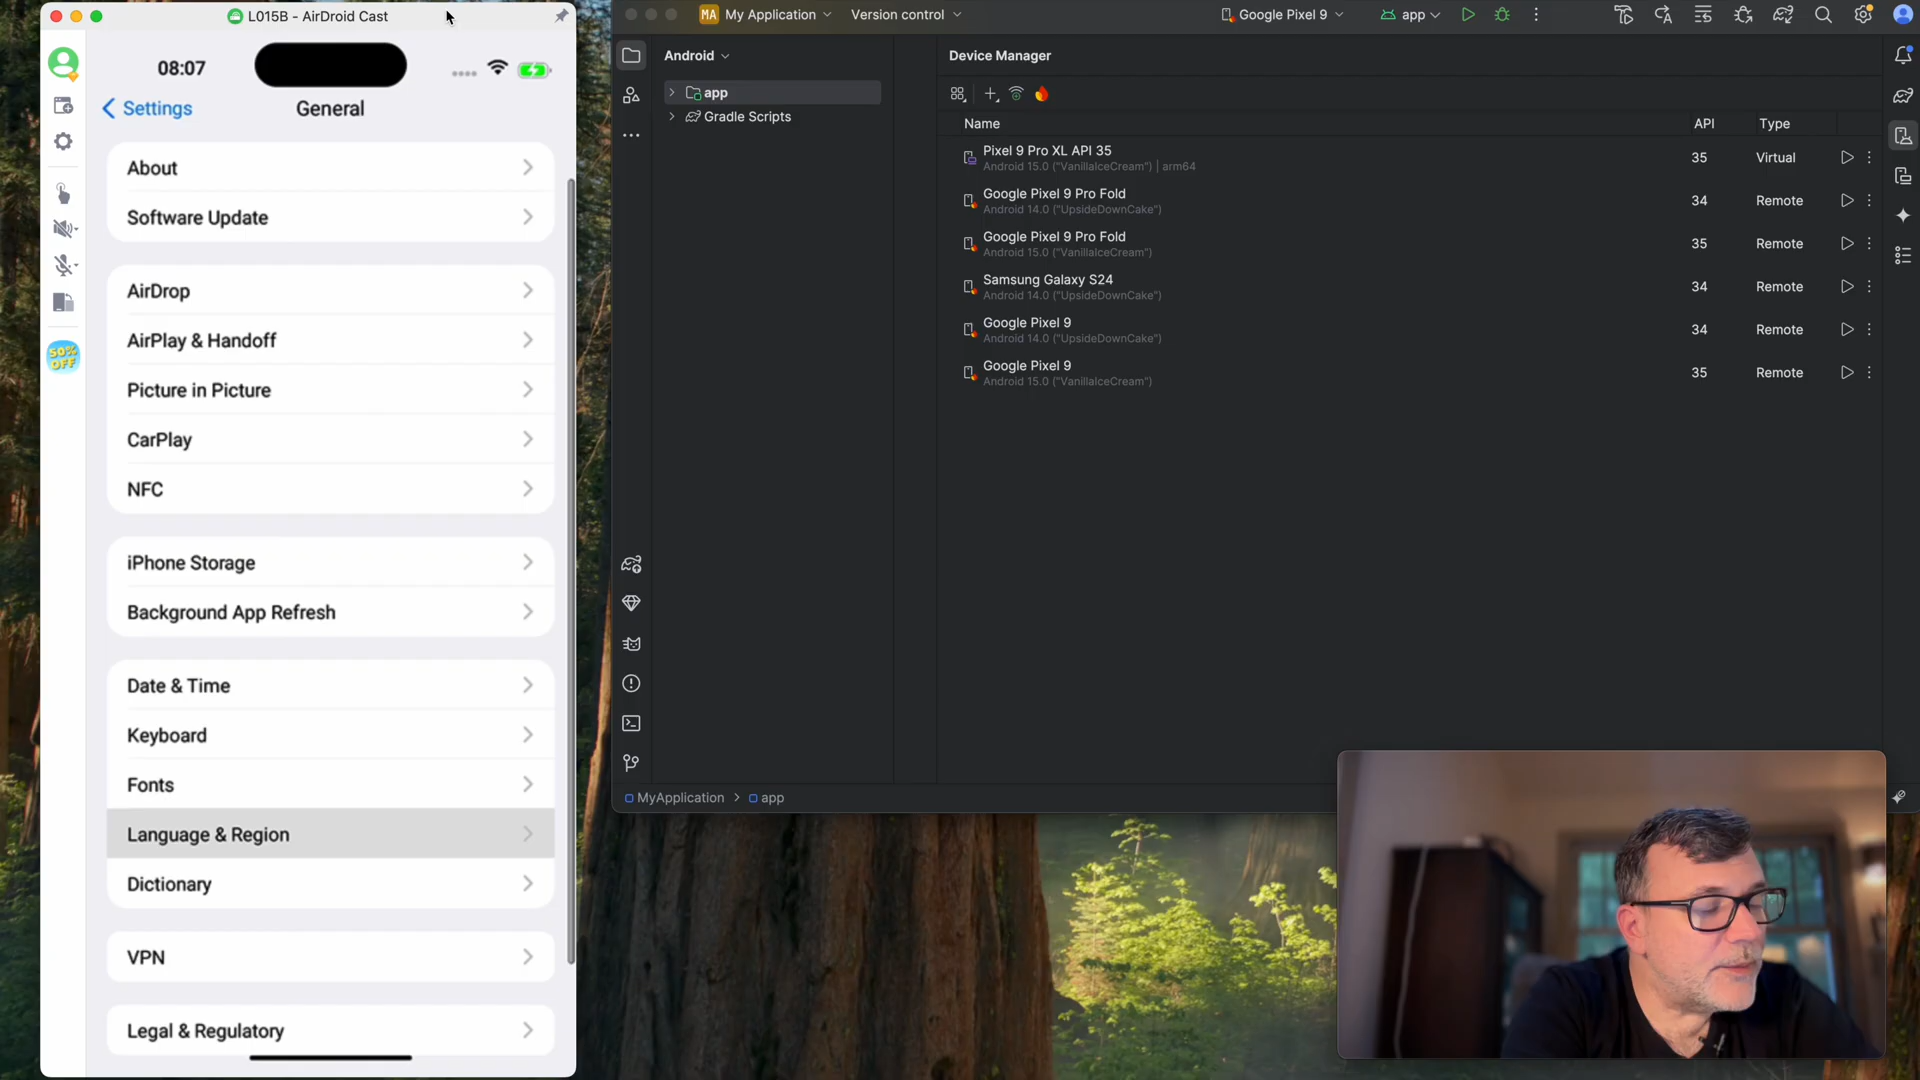 L015B - AirDroid Cast
08:07
Settings
General
About
Software Update
AirDrop
AirPlay & Handoff
Picture in Picture
CarPlay
NFC
iPhone Storage
Background App Refresh
Date & Time
Keyboard
Fonts
Language & Region
Dictionary
VPN
Legal & Regulatory
50%
OFF
MA My Application
Version control
Google Pixel 9
app
Android
app
Gradle Scripts
Device Manager
Name API Type
Pixel 9 Pro XL API 35
Android 15.0 ("VanillaIceCream") | arm64
35 Virtual
Google Pixel 9 Pro Fold
Android 14.0 ("UpsideDownCake")
34 Remote
Google Pixel 9 Pro Fold
Android 15.0 ("VanillaIceCream")
35 Remote
Samsung Galaxy S24
Android 14.0 ("UpsideDownCake")
34 Remote
Google Pixel 9
Android 14.0 ("UpsideDownCake")
34 Remote
Google Pixel 9
Android 15.0 ("VanillaIceCream")
35 Remote
MyApplication > app